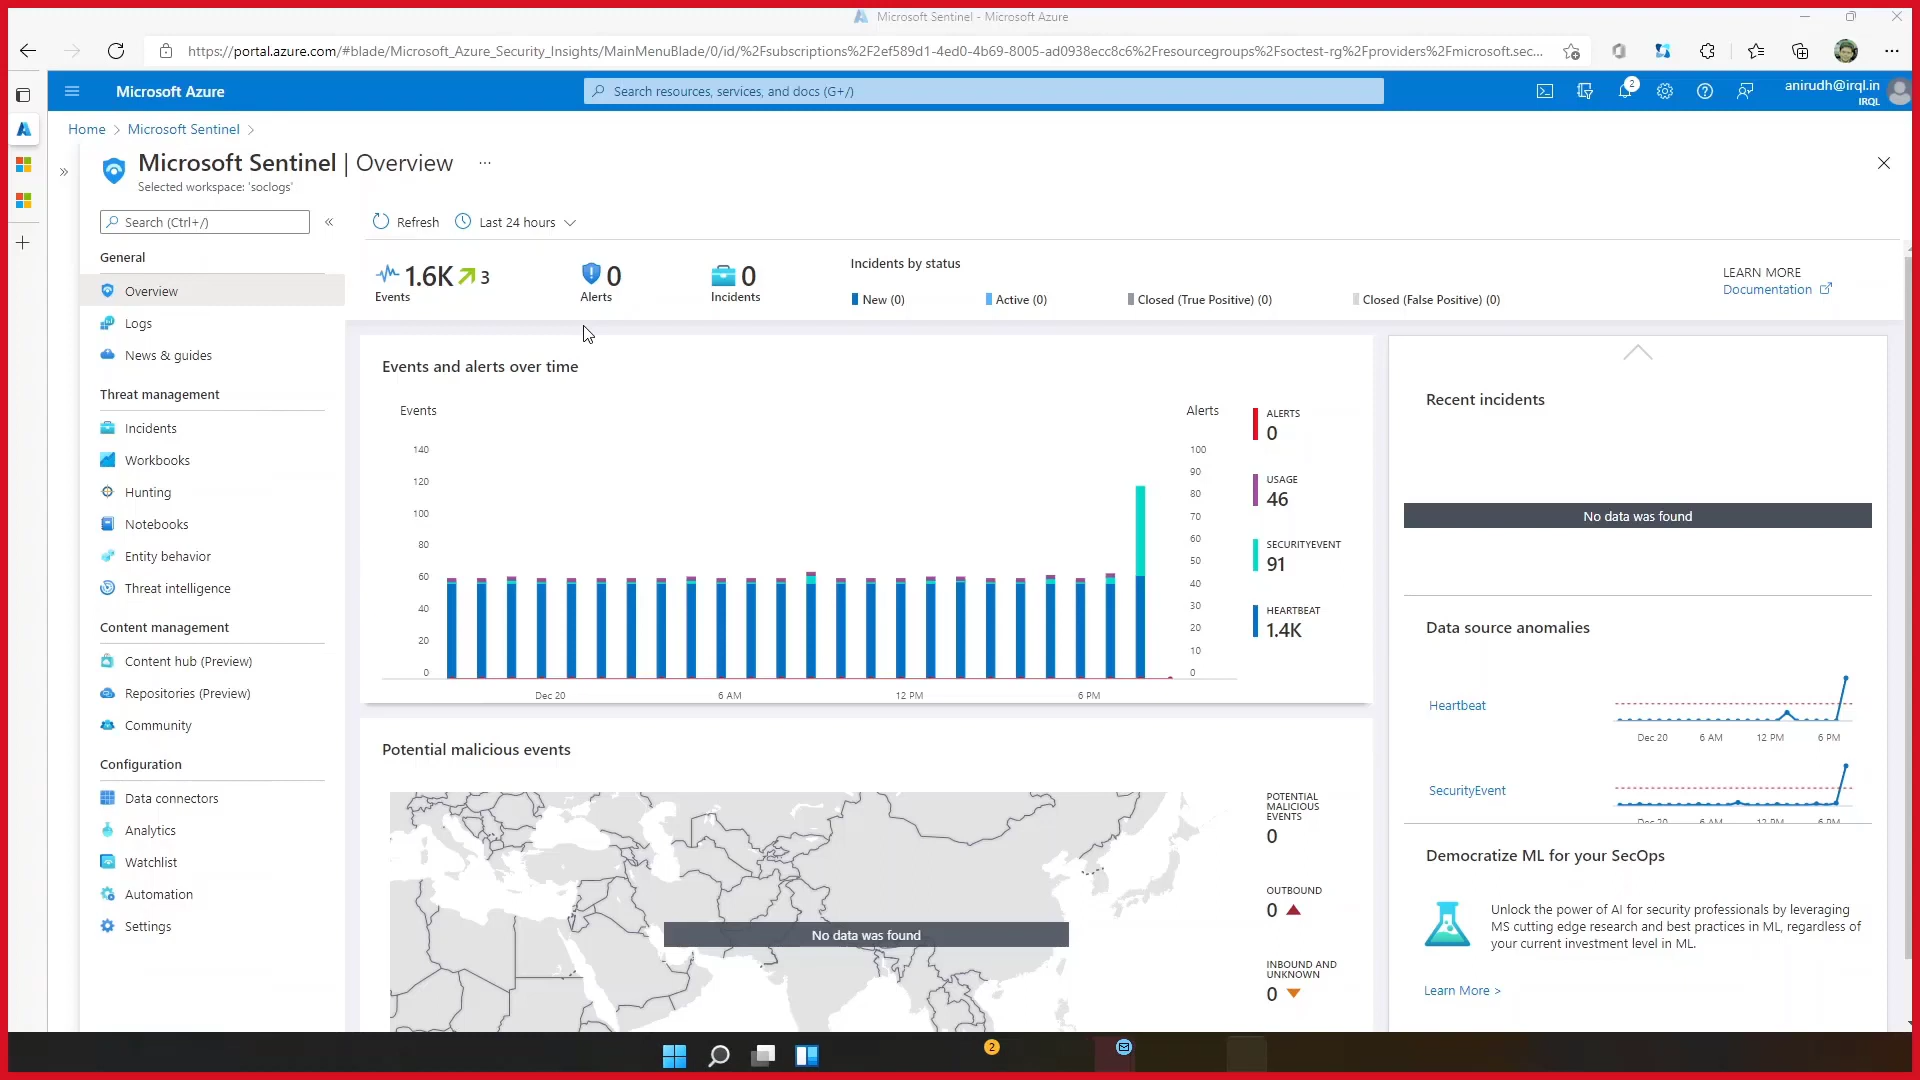 Microsoft Sentinel - Microsoft Azure
https://portal.azure.com/#blade/Microsoft_Azure_Security_Insights/MainMenuBlade/0/id/%2Fsubscriptions%2F2ef589d1-4ed0-4b69-8005-ad0938ecc8c6%2Fresourcegroups%2Fsoctest-rg%2Fproviders%2Fmicrosoft.sec...
Microsoft Azure
Search resources, services, and docs (G+/)
2
anirudh@irql.in
IRQL
Home > Microsoft Sentinel >
Microsoft Sentinel | Overview ...
Selected workspace: 'soclogs'
Search (Ctrl+/)
Refresh
Last 24 hours
General
Overview
Logs
News & guides
Threat management
Incidents
Workbooks
Hunting
Notebooks
Entity behavior
Threat intelligence
Content management
Content hub (Preview)
Repositories (Preview)
Community
Configuration
Data connectors
Analytics
Watchlist
Automation
Settings
1.6K 3
Events
0
Alerts
0
Incidents
Incidents by status
New (0)
Active (0)
Closed (True Positive) (0)
Closed (False Positive) (0)
LEARN MORE
Documentation
Events and alerts over time
Events
Alerts
140
120
100
80
60
40
20
0
100
90
80
70
60
50
40
30
20
10
0
Dec 20
6 AM
12 PM
6 PM
ALERTS
0
USAGE
46
SECURITYEVENT
91
HEARTBEAT
1.4K
Potential malicious events
No data was found
POTENTIAL
MALICIOUS
EVENTS
0
OUTBOUND
0
INBOUND AND
UNKNOWN
0
Recent incidents
No data was found
Data source anomalies
Heartbeat
Dec 20
6 AM
12 PM
6 PM
SecurityEvent
Dec 20
6 AM
12 PM
6 PM
Democratize ML for your SecOps
Unlock the power of AI for security professionals by leveraging
MS cutting edge research and best practices in ML, regardless of
your current investment level in ML.
Learn More >
2